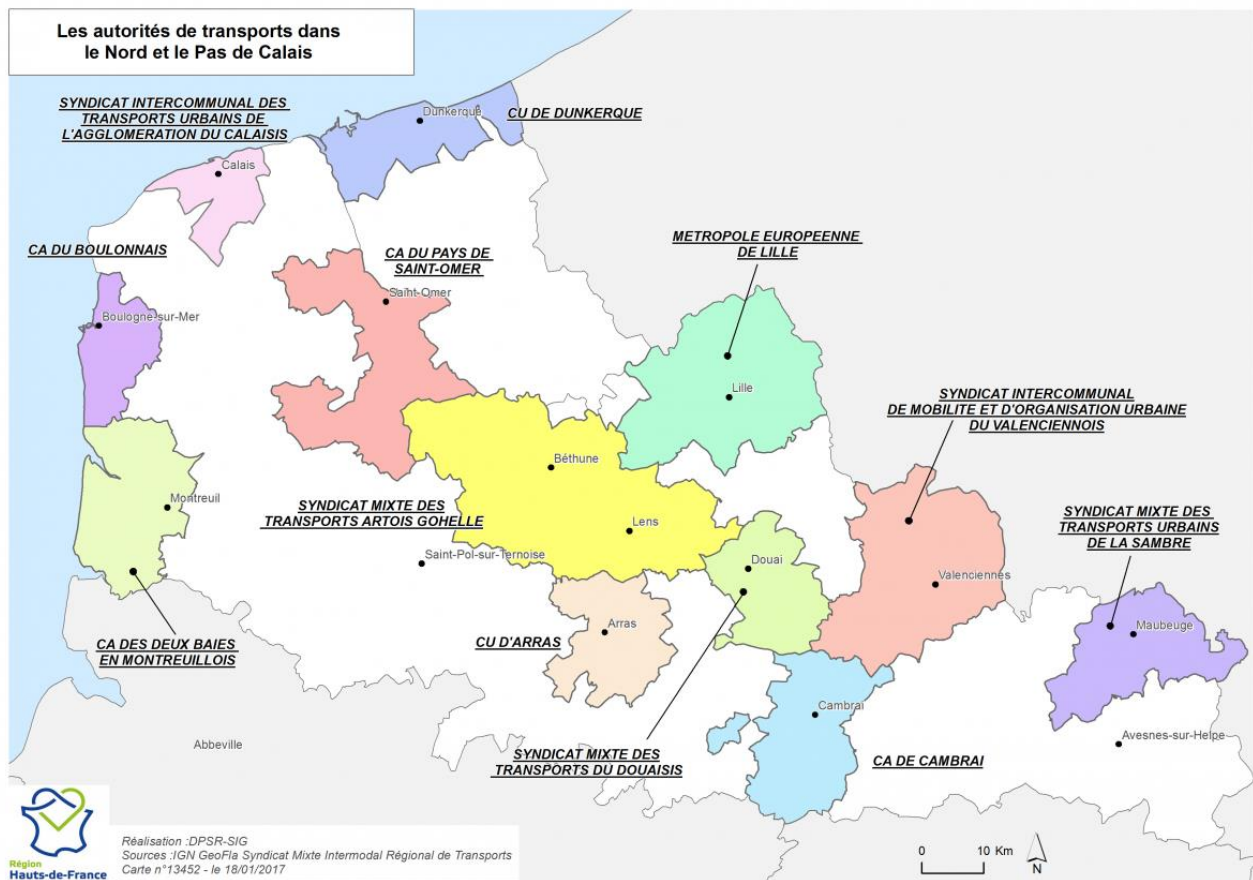 Les autorités de transports dans
le Nord et le Pas de Calais
SYNDICAT INTERCOMMUNAL DES
TRANSPORTS URBAINS DE
L'AGGLOMERATION DU CALAISIS
Dunkerque
CU DE DUNKERQUE
Calais
CA DU BOULONNAIS
CA DU PAYS DE
SAINT-OMER
METROPOLE EUROPEENNE
DE LILLE
Saint-Omer
Boulogne-sur-Mer
Lille
SYNDICAT INTERCOMMUNAL
DE MOBILITE ET D'ORGANISATION URBAINE
DU VALENCIENNOIS
Béthune
Montreuil
SYNDICAT MIXTE DES
TRANSPORTS ARTOIS GOHELLE
Lens
SYNDICAT MIXTE DES
TRANSPORTS URBAINS
DE LA SAMBRE
Saint-Pol-sur-Ternoise
Douai
Valenciennes
CA DES DEUX BAIES
EN MONTREUILLOIS
CU D'ARRAS
Arras
Maubeuge
Cambrai
Abbeville
SYNDICAT MIXTE DES
TRANSPORTS DU DOUAISIS
CA DE CAMBRAI
Avesnes-sur-Helpe
Région
Hauts-de-France
Réalisation :DPSR-SIG
Sources :IGN GeoFla Syndicat Mixte Intermodal Régional de Transports
Carte n°13452 - le 18/01/2017
0 10 Km
N